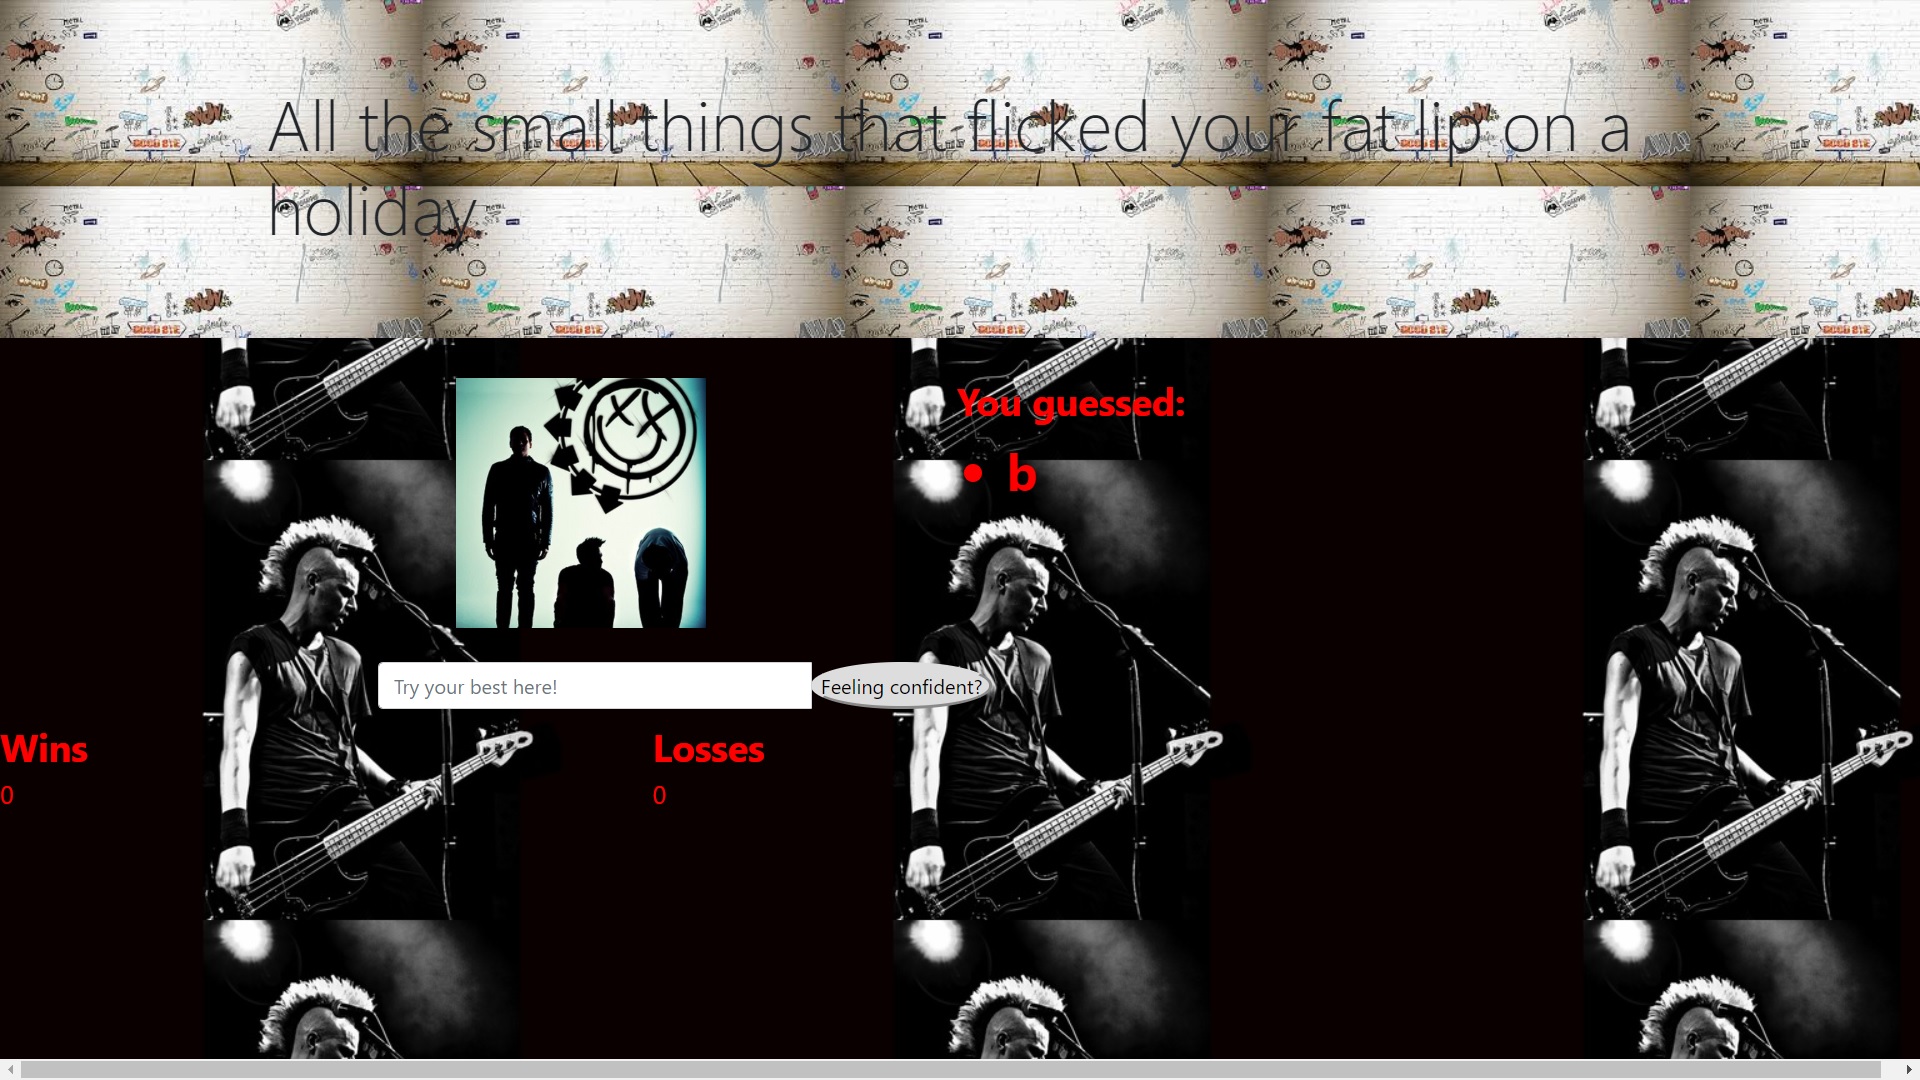 All the small things that flicked your fat lip on a
holiday.
You guessed:
b
Try your best here!
Feeling confident?
Wins
Losses
0
0